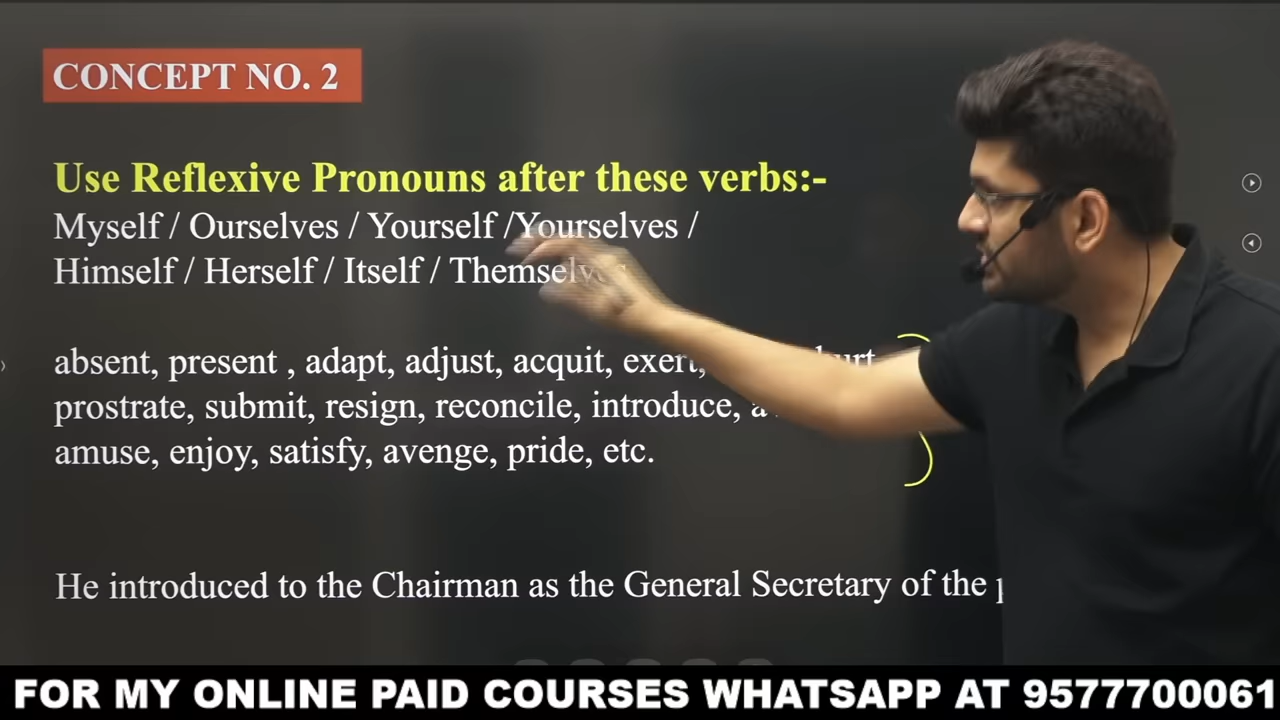 CONCEPT NO. 2
Use Reflexive Pronouns after these verbs:-
Myself / Ourselves / Yourself /Yourselves /
Himself / Herself / Itself / Themselves
absent, present , adapt, adjust, acquit, exert,
prostrate, submit, resign, reconcile, introduce,
amuse, enjoy, satisfy, avenge, pride, etc.
He introduced to the Chairman as the General Secretary of the
FOR MY ONLINE PAID COURSES WHATSAPP AT 9577700061